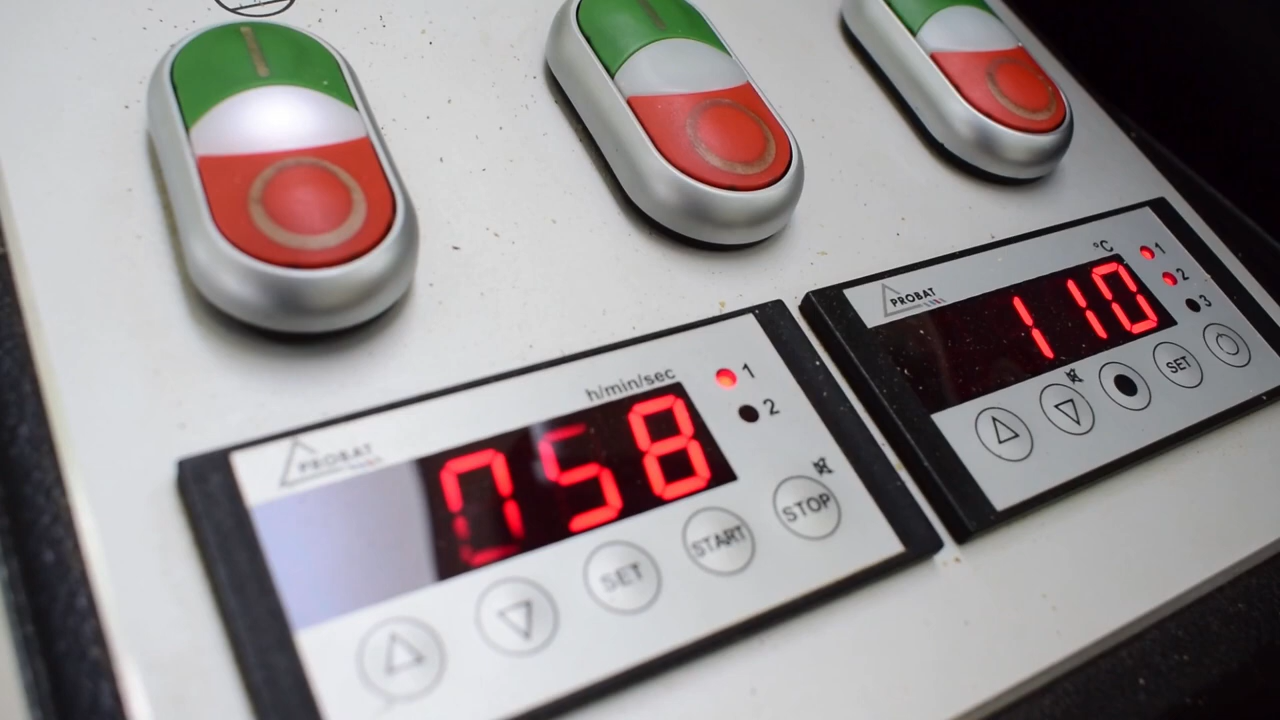 °C
PROBAT
110
1
2
3
SET
h/min/sec
PROBAT
058
1
2
SET
START
STOP